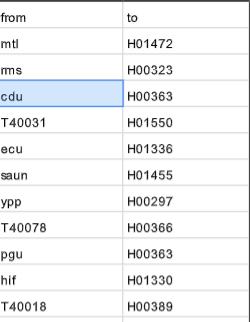 from to
mtl H01472
rms H00323
cdu H00363
T40031 H01550
ecu H01336
saun H01455
ypp H00297
T40078 H00366
pgu H00363
hif H01330
T40018 H00389